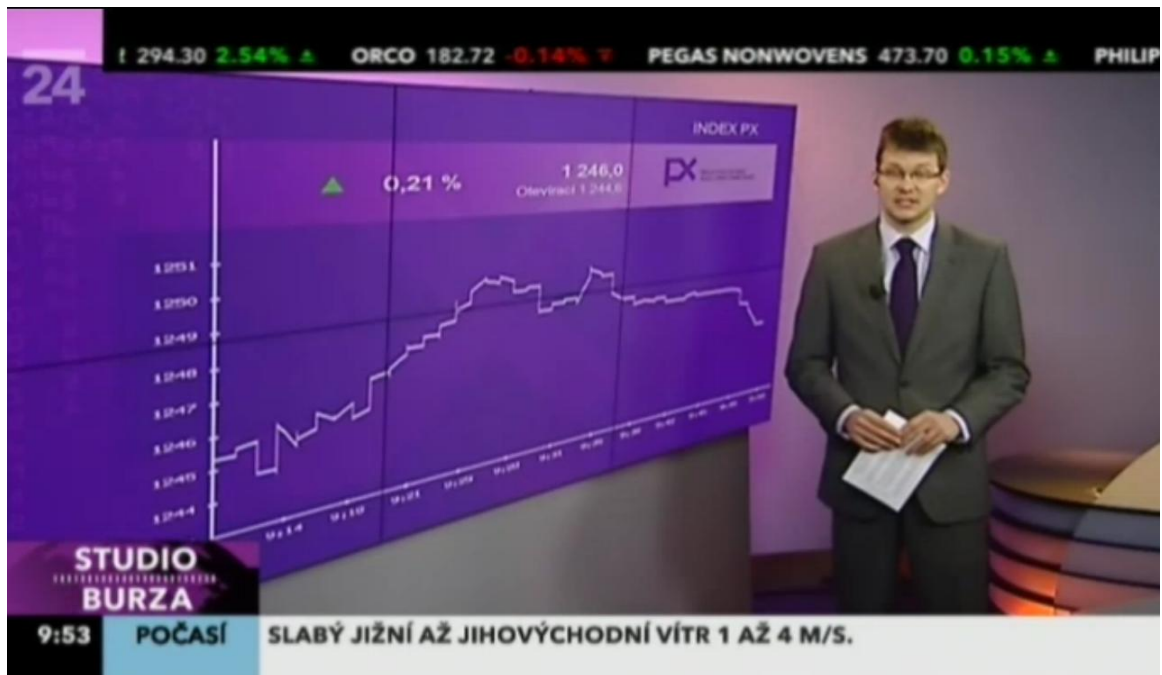 294.30 2.54% ORCO 182.72 -0.14% PEGAS NONWOVENS 473.70 0.15% PHILIP
24
INDEX PX
0,21 %
1 246,0
Otevírací 1 244,6
PX
1251
1250
1249
1248
1247
1246
1245
1244
9:14
9:18
9:21
STUDIO
BURZA
9:53
POČASÍ
SLABÝ JIŽNÍ AŽ JIHOVÝCHODNÍ VÍTR 1 AŽ 4 M/S.